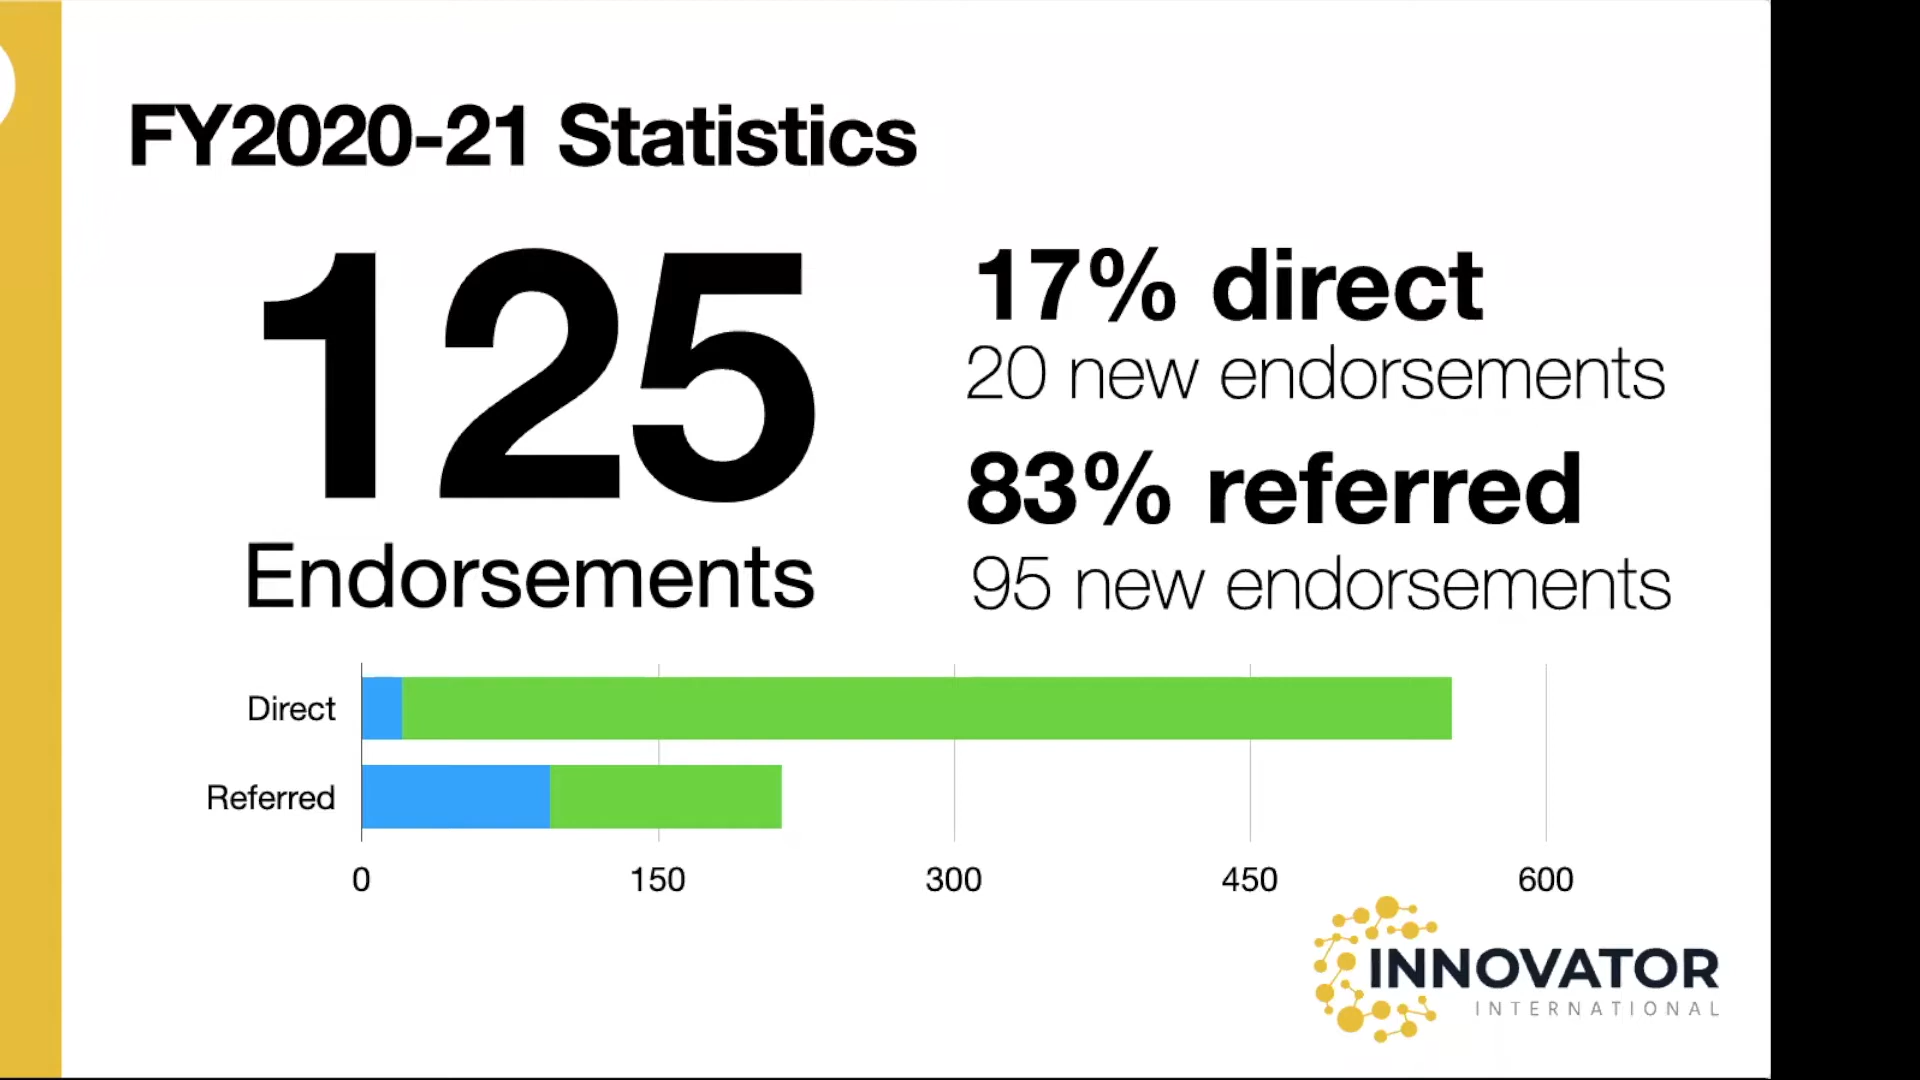 FY2020-21 Statistics
125
Endorsements
17% direct
20 new endorsements
83% referred
95 new endorsements
Direct
Referred
0 150 300 450 600
INNOVATOR
INTERNATIONAL